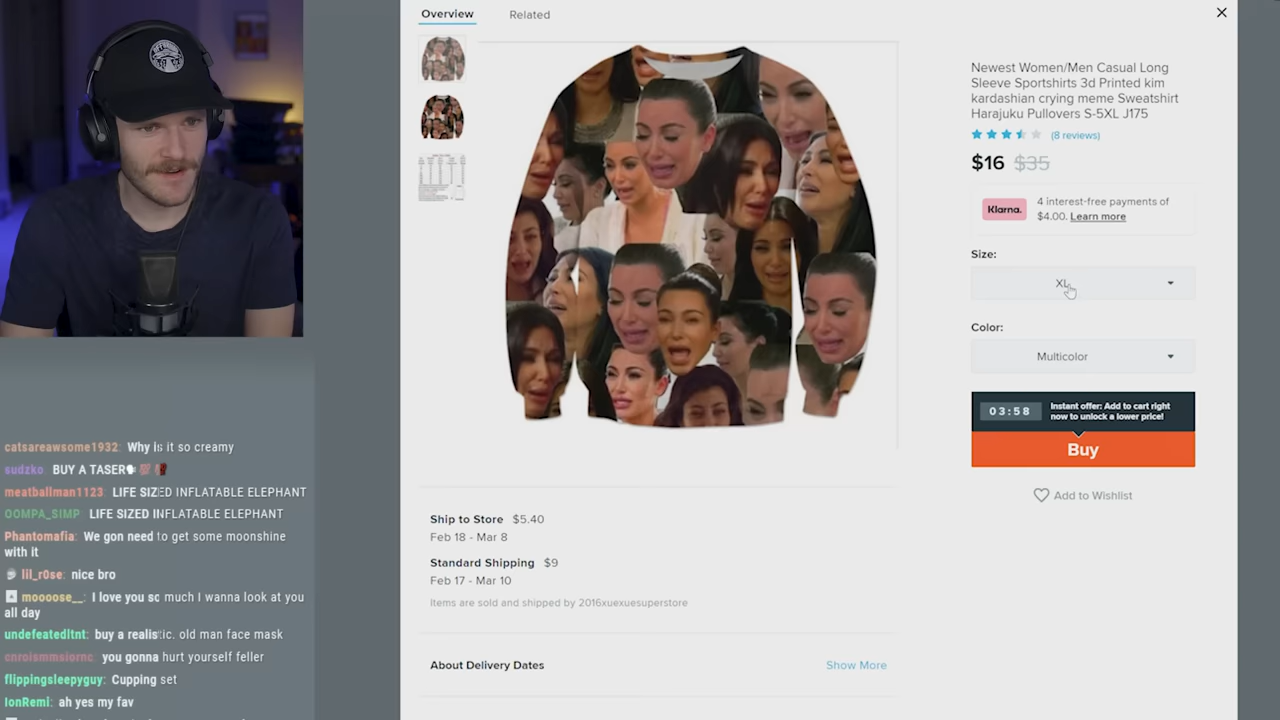 Overview
Related
Newest Women/Men Casual Long
Sleeve Sportshirts 3d Printed kim
kardashian crying meme Sweatshirt
Harajuku Pullovers S-5XL J175
(8 reviews)
$16 $35
Klarna.
4 interest-free payments of
$4.00. Learn more
Size:
XL
Color:
Multicolor
03:58
Instant offer: Add to cart right
now to unlock a lower price!
Buy
Add to Wishlist
Ship to Store $5.40
Feb 18 - Mar 8
Standard Shipping $9
Feb 17 - Mar 10
Items are sold and shipped by 2016xuexuesuperstore
About Delivery Dates
Show More
catsareawsome1932: Why is it so creamy
sudzko: BUY A TASER
meatballman1123: LIFE SIZED INFLATABLE ELEPHANT
OOMPA_SIMP: LIFE SIZED INFLATABLE ELEPHANT
Phantomafia: We gon need to get some moonshine
with it
lil_r0se: nice bro
moooose__: I love you so much I wanna look at you
all day
undefeatedltnt: buy a realistic. old man face mask
cnroismmsiornc: you gonna hurt yourself feller
flippingsleepyguy: Cupping set
IonRemi: ah yes my fav